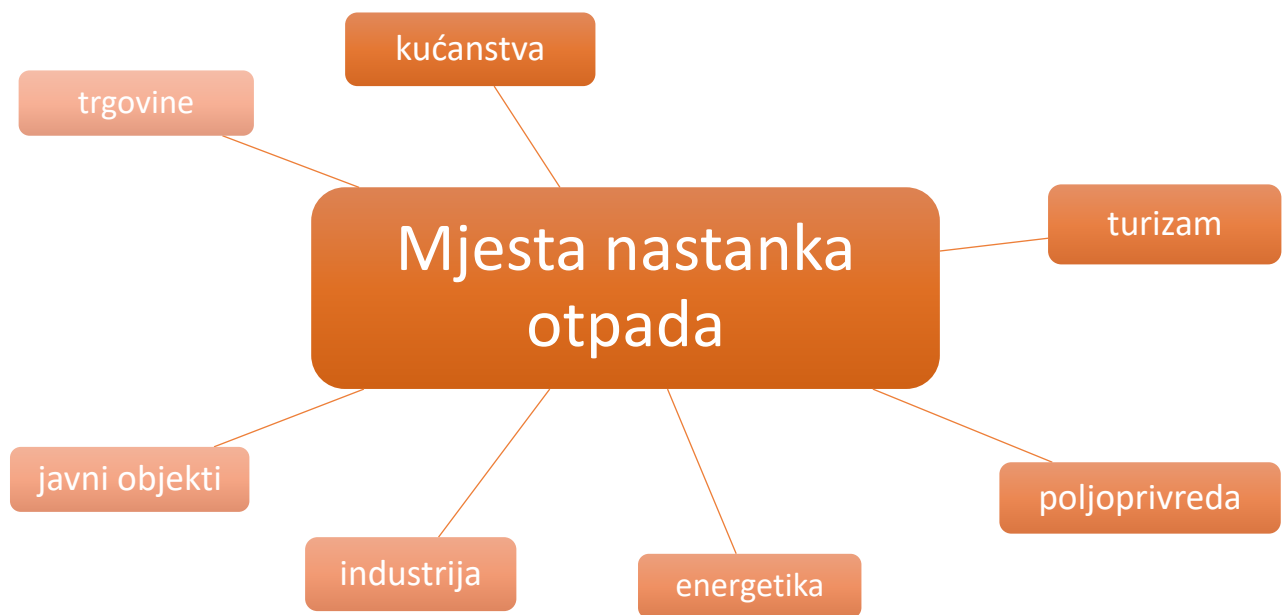 kućanstva
trgovine
Mjesta nastanka
otpada
turizam
javni objekti
poljoprivreda
industrija
energetika